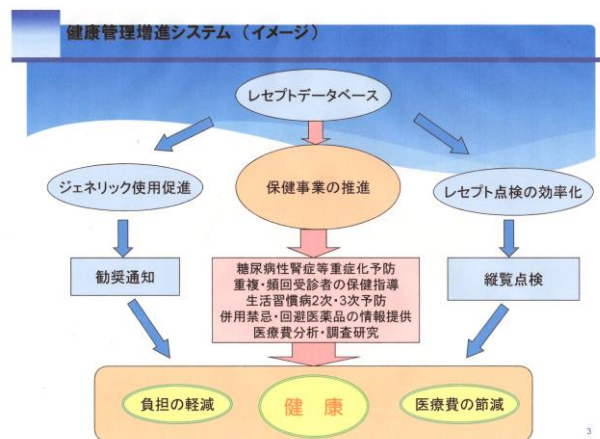 健康管理増進システム（イメージ）
レセプトデータベース
ジェネリック使用促進
保健事業の推進
レセプト点検の効率化
勧奨通知
糖尿病性腎症等重症化予防
重複・頻回受診者の保健指導
生活習慣病2次・3次予防
併用禁忌・回避医薬品の情報提供
医療費分析・調査研究
縦覧点検
負担の軽減
健　康
医療費の節減
3